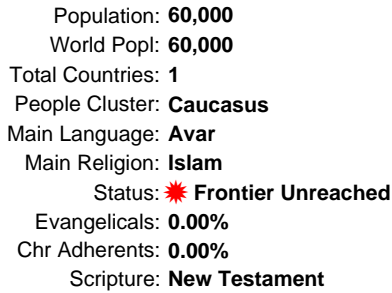 Population: 60,000
World Popl: 60,000
Total Countries: 1
People Cluster: Caucasus
Main Language: Avar
Main Religion: Islam
Status: Frontier Unreached
Evangelicals: 0.00%
Chr Adherents: 0.00%
Scripture: New Testament